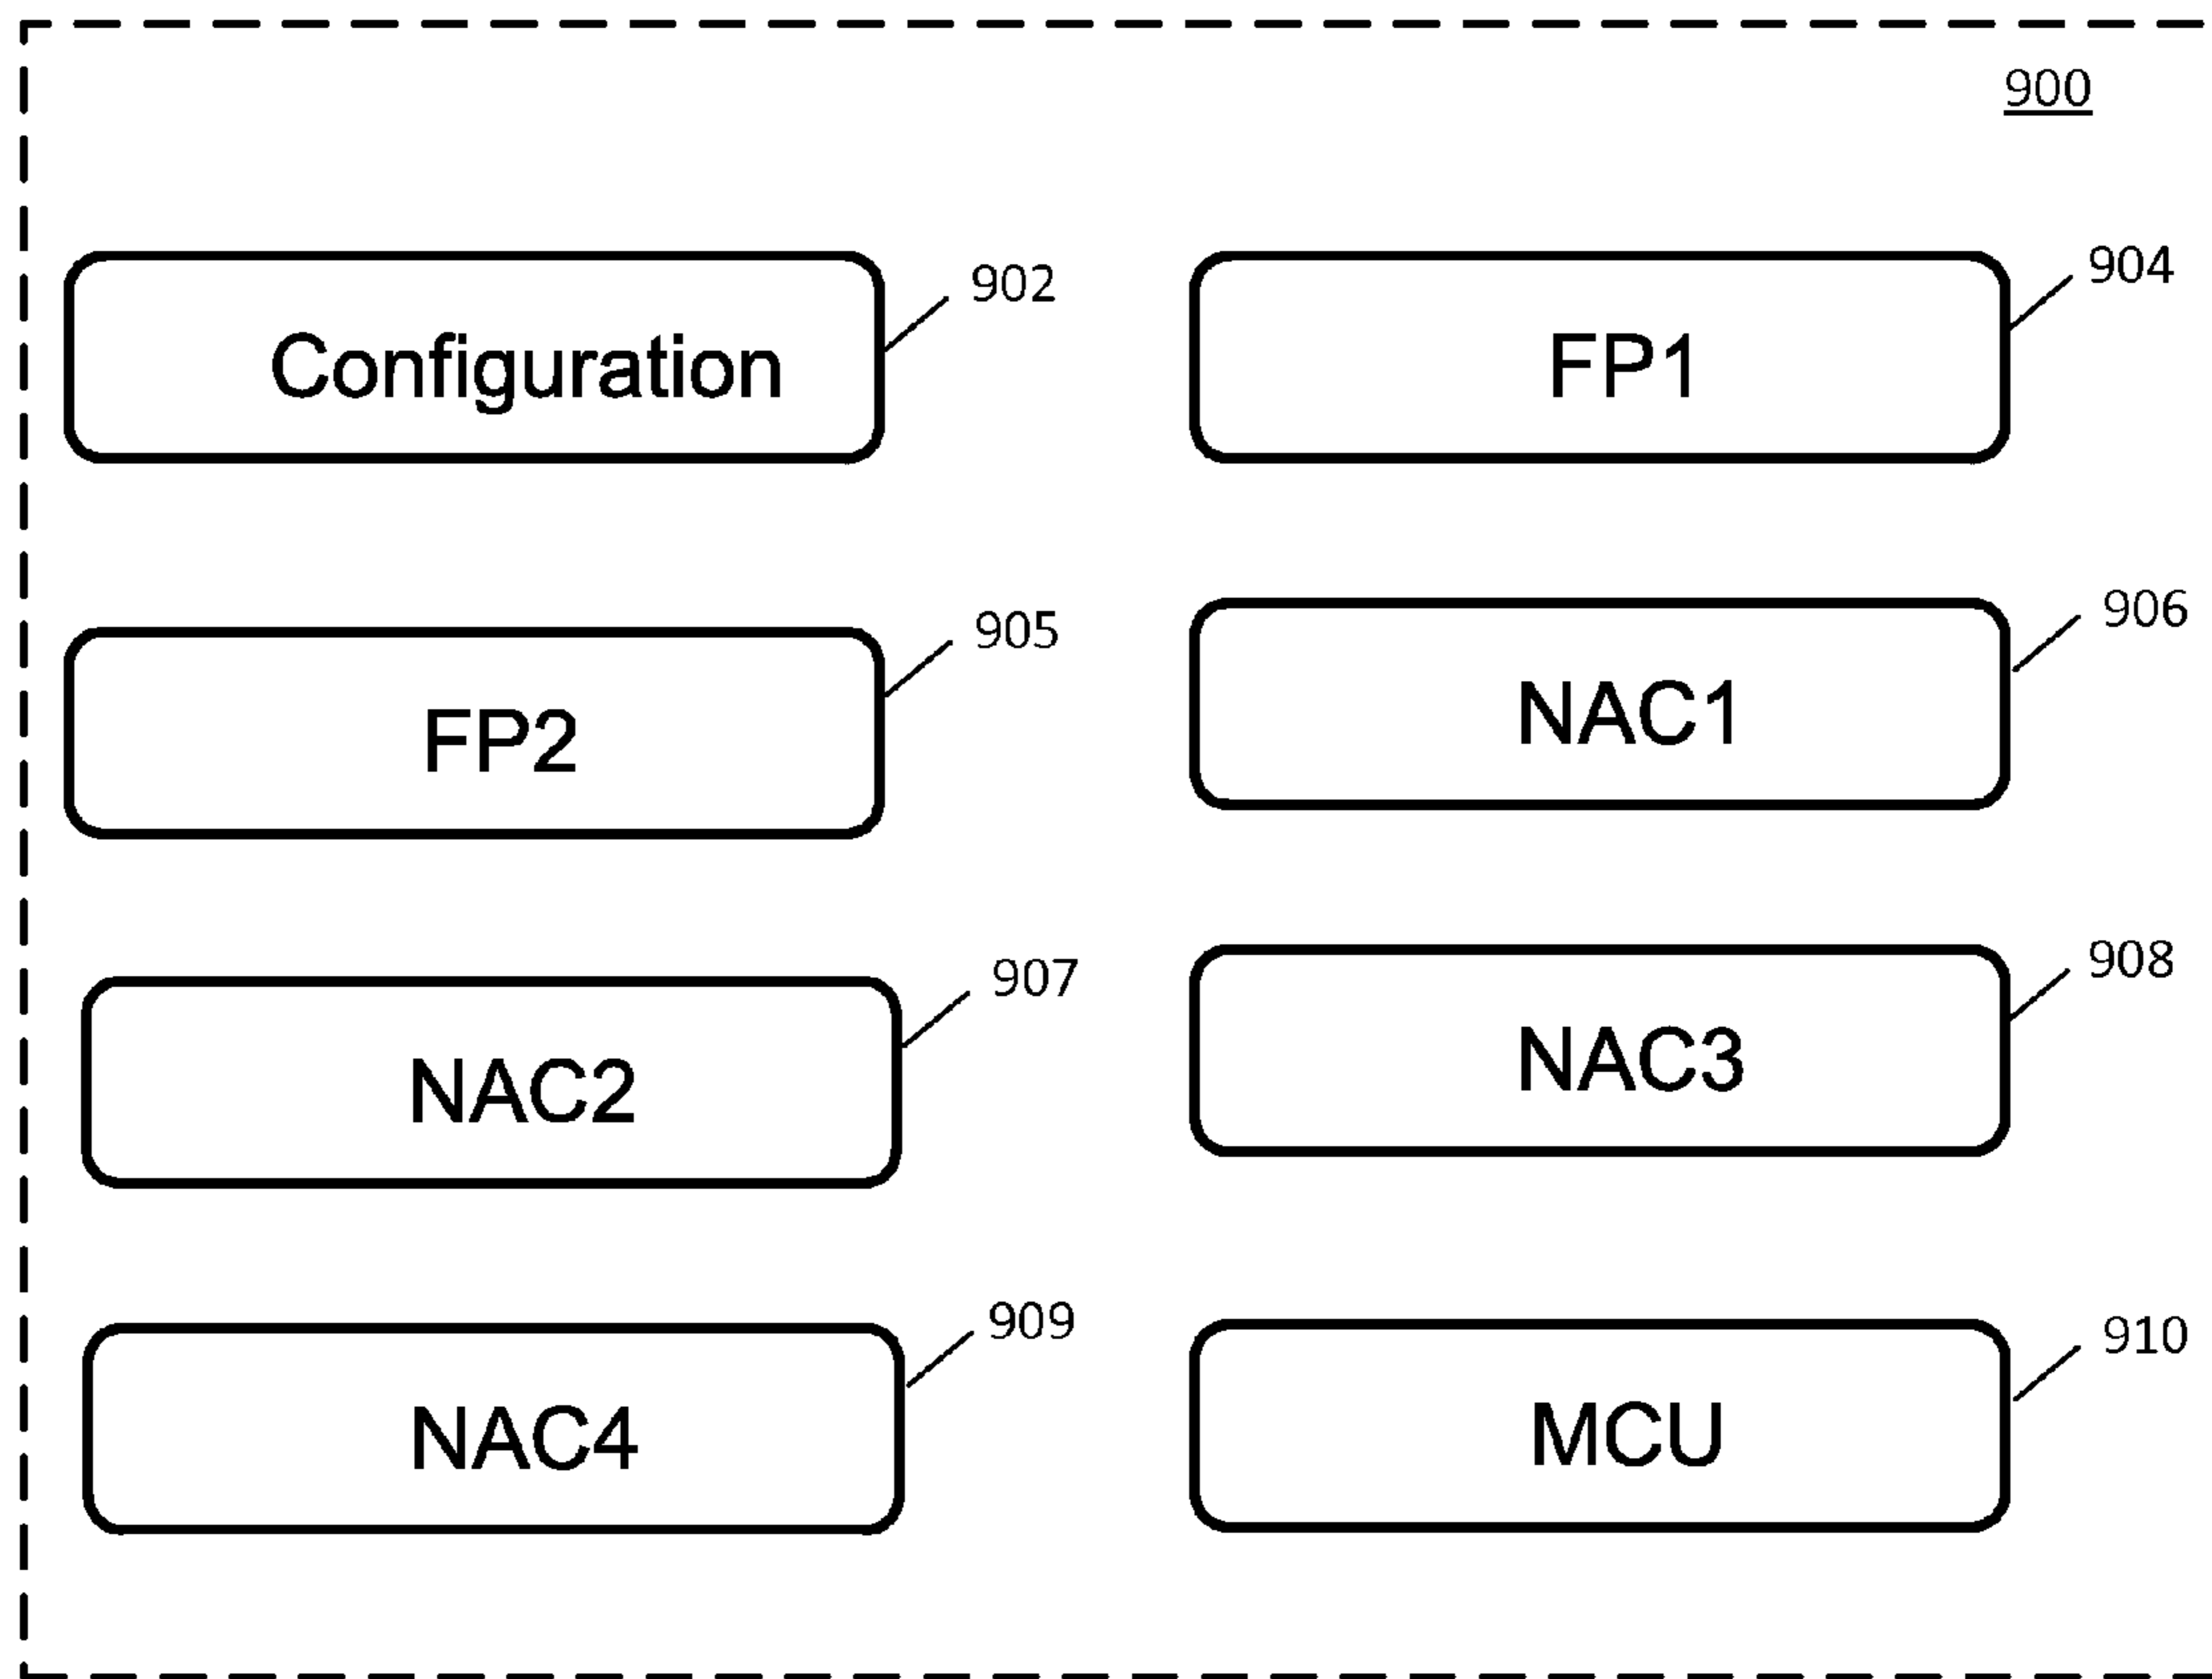 900
902
Configuration
904
FP1
905
FP2
906
NAC1
907
NAC2
908
NAC3
909
NAC4
910
MCU